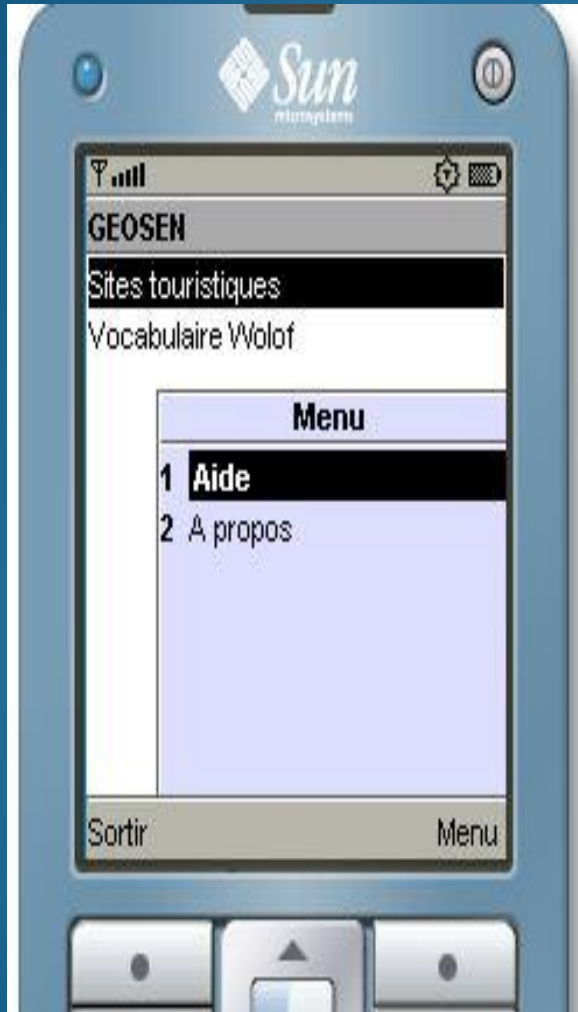 Sun
microsystems
GEOSEN
Sites touristiques
Vocabulaire Wolof
Menu
1 Aide
2 A propos
Sortir Menu